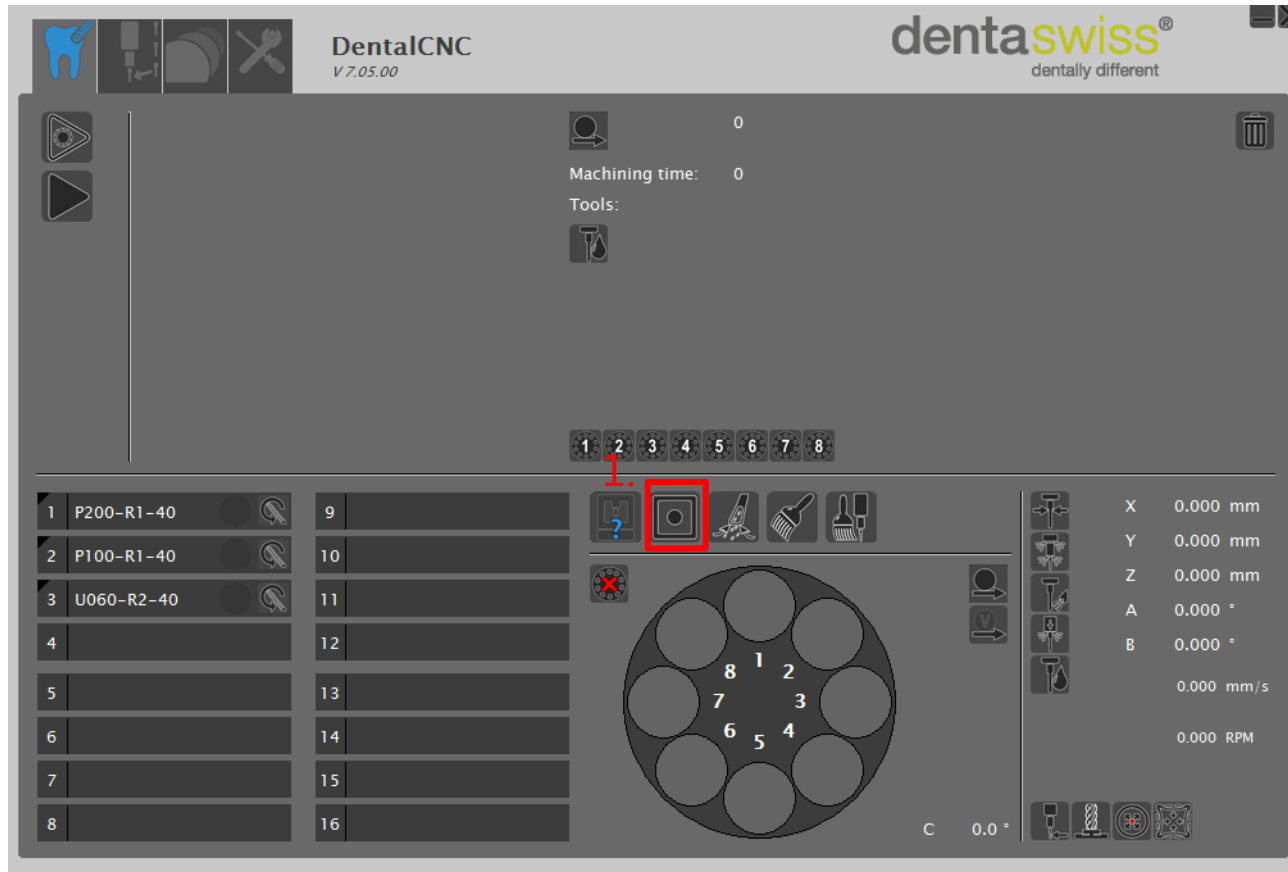 DentalCNC
V 7.05.00
dentaswiss®
dentally different
0
Machining time: 0
Tools:
1 2 3 4 5 6 7 8
1.
1 P200-R1-40
2 P100-R1-40
3 U060-R2-40
4
5
6
7
8
9
10
11
12
13
14
15
16
?
V
1
2
3
4
5
6
7
8
C 0.0 °
X 0.000 mm
Y 0.000 mm
Z 0.000 mm
A 0.000 °
B 0.000 °
0.000 mm/s
0.000 RPM